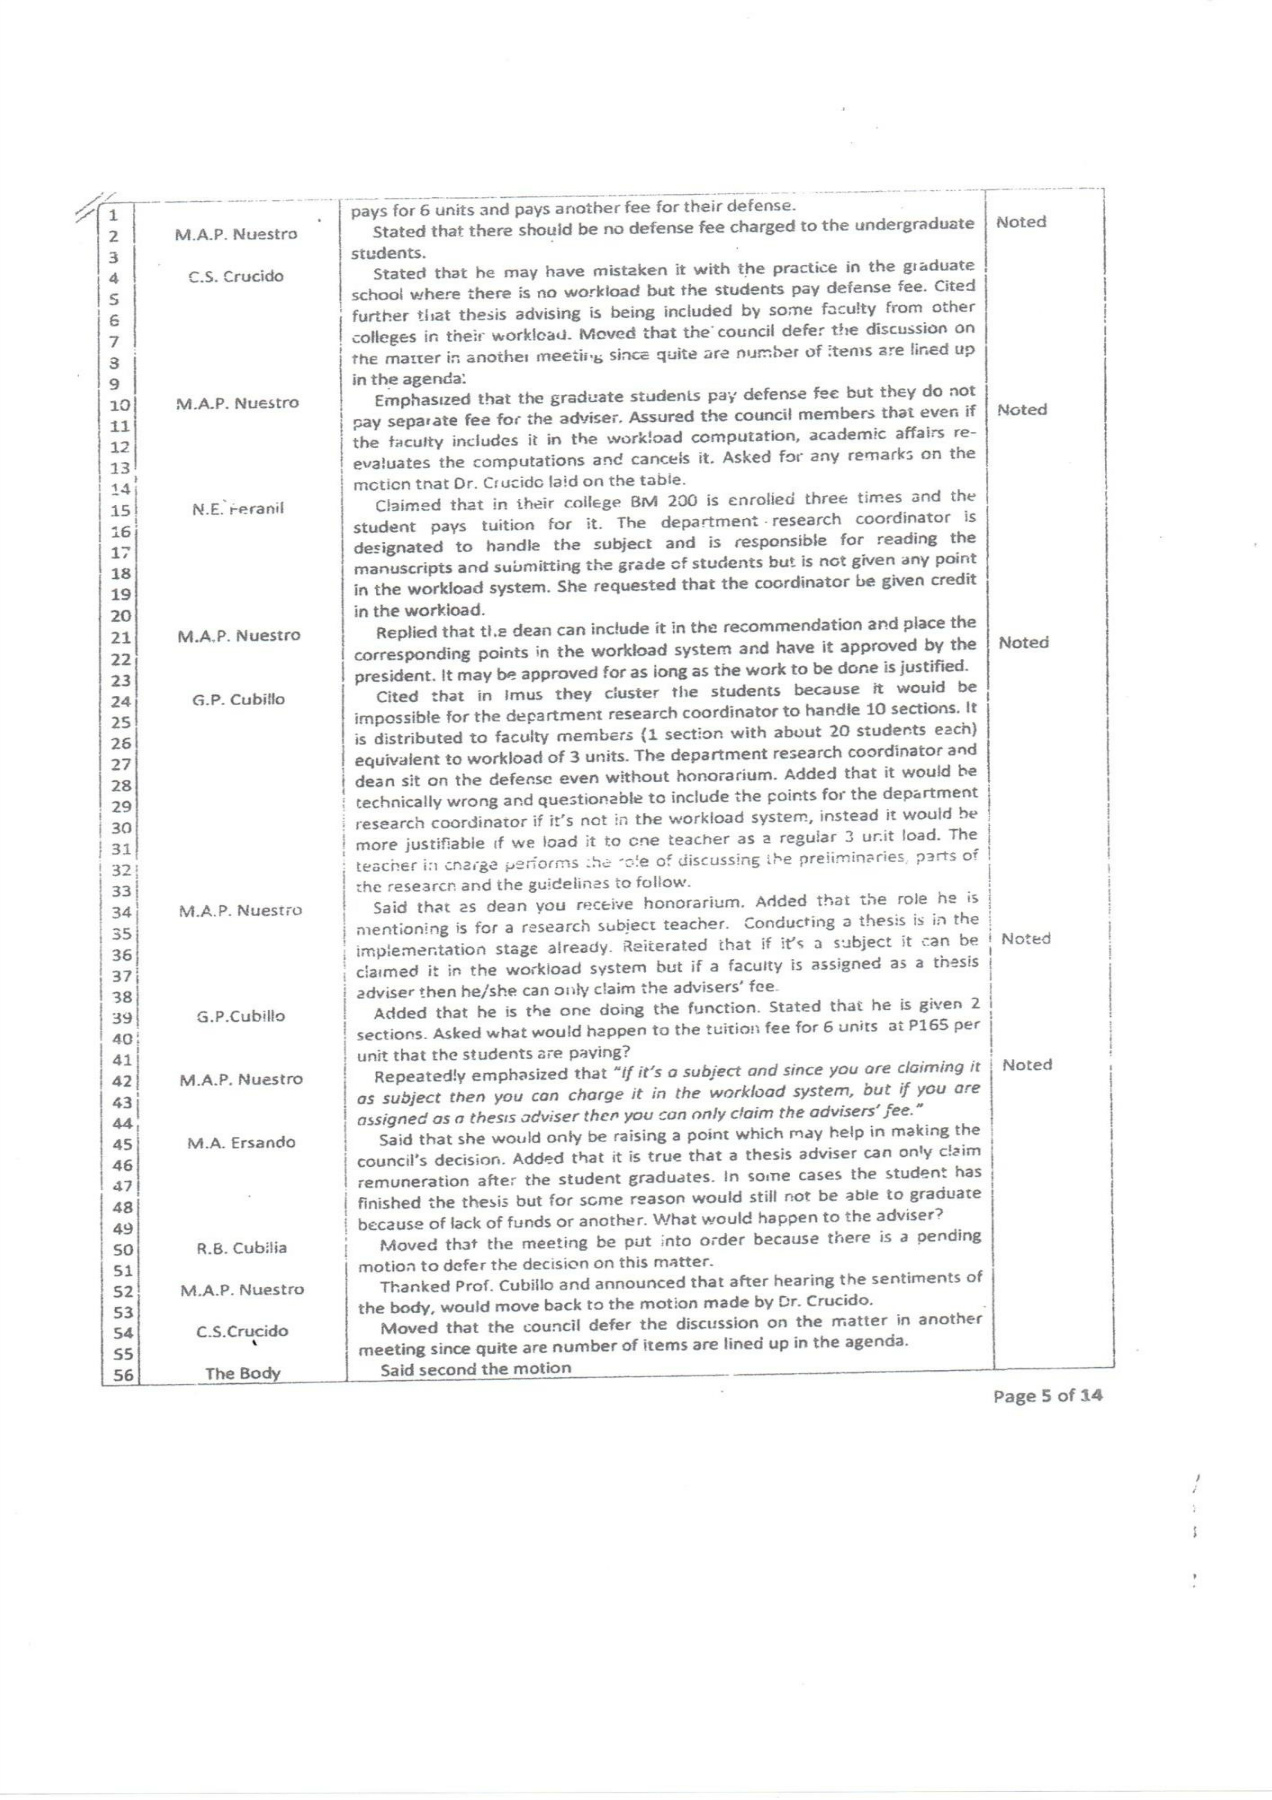 1 pays for 6 units and pays another fee for their defense.
2 M.A.P. Nuestro Stated that there should be no defense fee charged to the undergraduate Noted
3 students.
4 C.S. Crucido Stated that he may have mistaken it with the practice in the graduate
5 school where there is no workload but the students pay defense fee. Cited
6 further that thesis advising is being included by some faculty from other
7 colleges in their workload. Moved that the council defer the discussion on
8 the matter in another meeting since quite are number of items are lined up
9 in the agenda.
10 M.A.P. Nuestro Emphasized that the graduate students pay defense fee but they do not Noted
11 pay separate fee for the adviser. Assured the council members that even if
12 the faculty includes it in the workload computation, academic affairs re-
13 evaluates the computations and cancels it. Asked for any remarks on the
14 motion that Dr. Crucido laid on the table.
15 N.E. Feranil Claimed that in their college BM 200 is enrolled three times and the
16 student pays tuition for it. The department research coordinator is
17 designated to handle the subject and is responsible for reading the
18 manuscripts and submitting the grade of students but is not given any point
19 in the workload system. She requested that the coordinator be given credit
20 in the workload.
21 M.A.P. Nuestro Replied that the dean can include it in the recommendation and place the Noted
22 corresponding points in the workload system and have it approved by the
23 president. It may be approved for as long as the work to be done is justified.
24 G.P. Cubillo Cited that in Imus they cluster the students because it would be
25 impossible for the department research coordinator to handle 10 sections. It
26 is distributed to faculty members (1 section with about 20 students each)
27 equivalent to workload of 3 units. The department research coordinator and
28 dean sit on the defense even without honorarium. Added that it would be
29 technically wrong and questionable to include the points for the department
30 research coordinator if it's not in the workload system, instead it would be
31 more justifiable if we load it to one teacher as a regular 3 unit load. The
32 teacher in charge performs the role of discussing the preliminaries, parts of
33 the research and the guidelines to follow.
34 M.A.P. Nuestro Said that as dean you receive honorarium. Added that the role he is
35 mentioning is for a research subject teacher. Conducting a thesis is in the
36 implementation stage already. Reiterated that if it's a subject it can be Noted
37 claimed it in the workload system but if a faculty is assigned as a thesis
38 adviser then he/she can only claim the advisers' fee.
39 G.P.Cubillo Added that he is the one doing the function. Stated that he is given 2
40 sections. Asked what would happen to the tuition fee for 6 units at P165 per
41 unit that the students are paying?
42 M.A.P. Nuestro Repeatedly emphasized that "If it's a subject and since you are claiming it Noted
43 as subject then you can charge it in the workload system, but if you are
44 assigned as a thesis adviser then you can only claim the advisers' fee."
45 M.A. Ersando Said that she would only be raising a point which may help in making the
46 council's decision. Added that it is true that a thesis adviser can only claim
47 remuneration after the student graduates. In some cases the student has
48 finished the thesis but for some reason would still not be able to graduate
49 because of lack of funds or another. What would happen to the adviser?
50 R.B. Cubilia Moved that the meeting be put into order because there is a pending
51 motion to defer the decision on this matter.
52 M.A.P. Nuestro Thanked Prof. Cubillo and announced that after hearing the sentiments of
53 the body, would move back to the motion made by Dr. Crucido.
54 C.S.Crucido Moved that the council defer the discussion on the matter in another
55 meeting since quite are number of items are lined up in the agenda.
56 The Body Said second the motion
Page 5 of 14